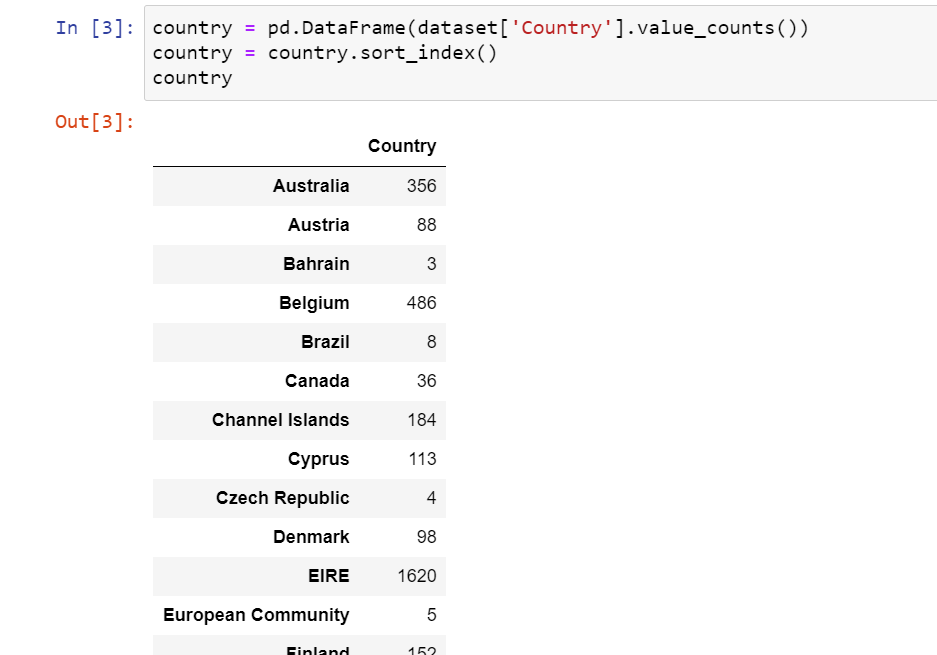 In [3]: country = pd.DataFrame(dataset['Country'].value_counts())
country = country.sort_index()
country
Out[3]:
Country
Australia 356
Austria 88
Bahrain 3
Belgium 486
Brazil 8
Canada 36
Channel Islands 184
Cyprus 113
Czech Republic 4
Denmark 98
EIRE 1620
European Community 5
Finland 152